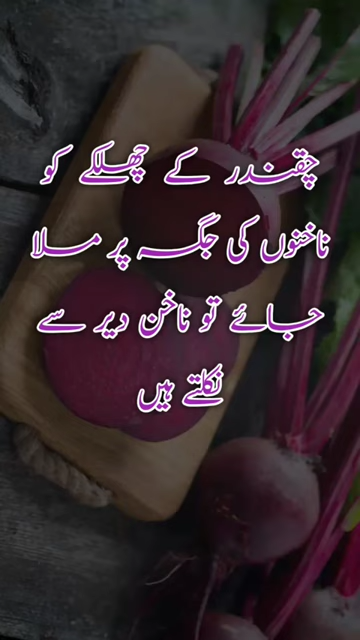 چقندر کے چھلکے کو
ناخنوں کی جگہ پر ملا
جائے تو ناخن دیر سے
نکلتے ہیں